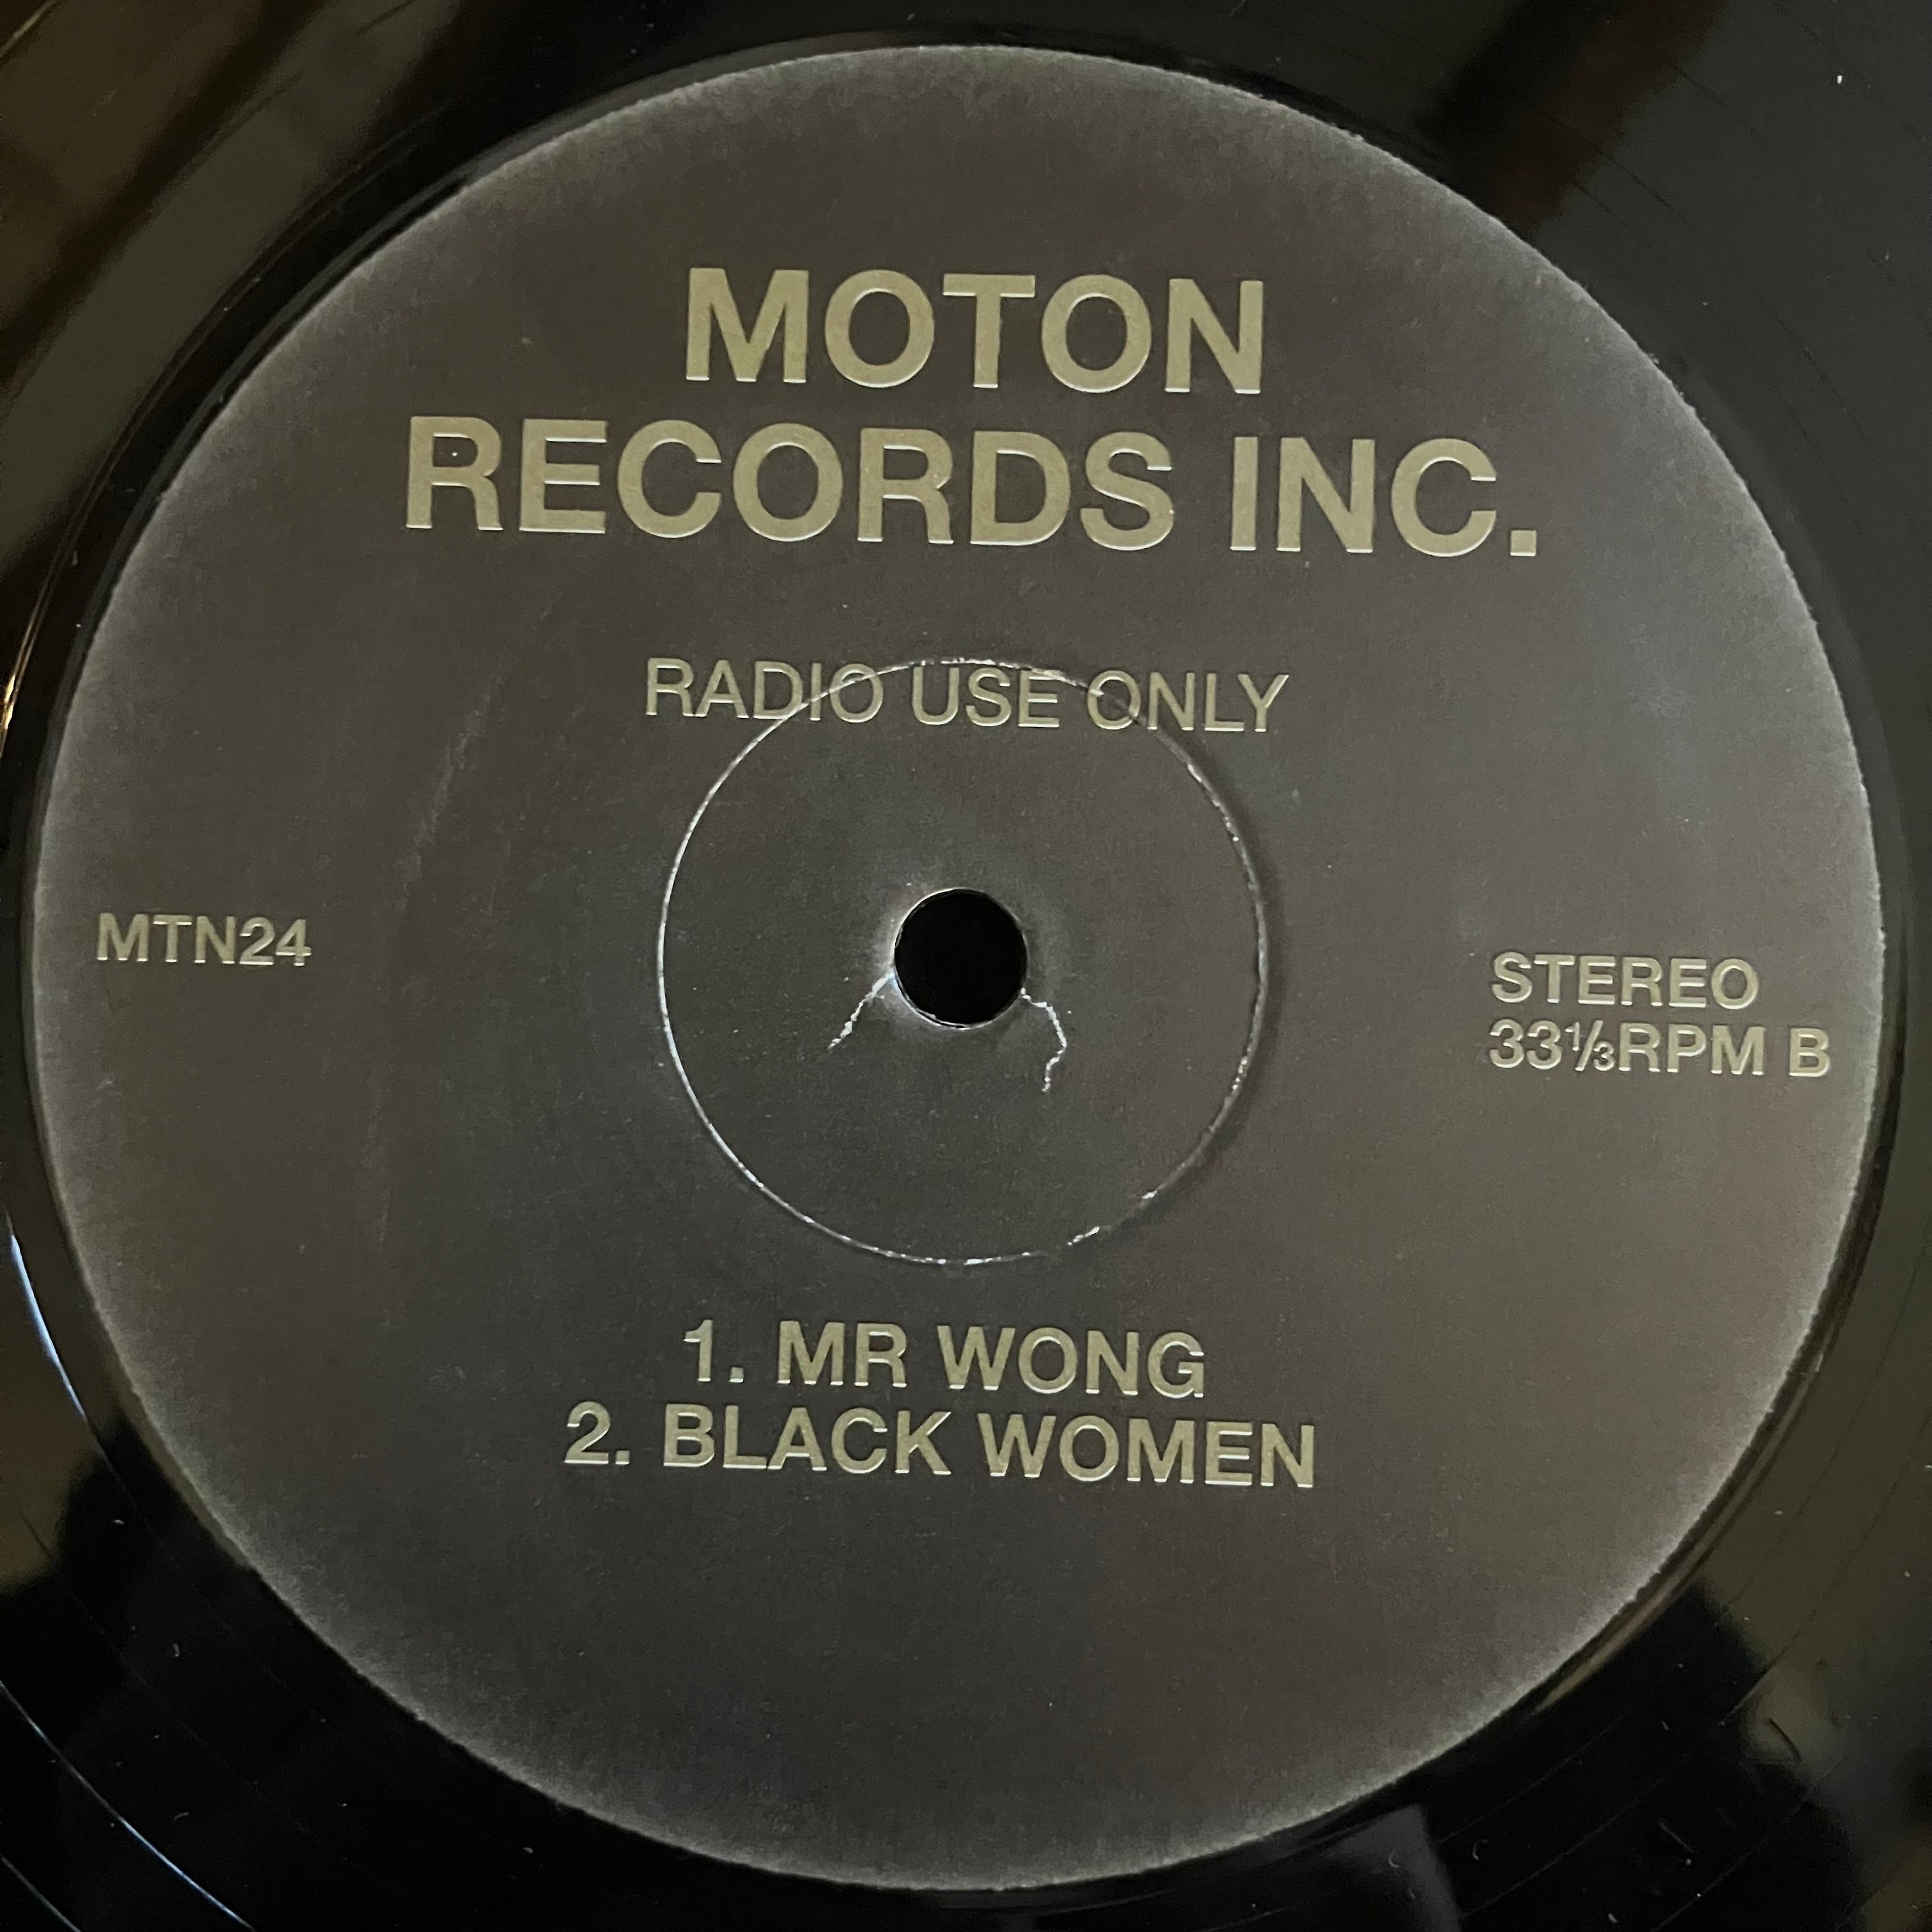 MOTON
RECORDS INC.
RADIO USE ONLY
MTN24
STEREO
33⅓RPM B
1. MR WONG
2. BLACK WOMEN